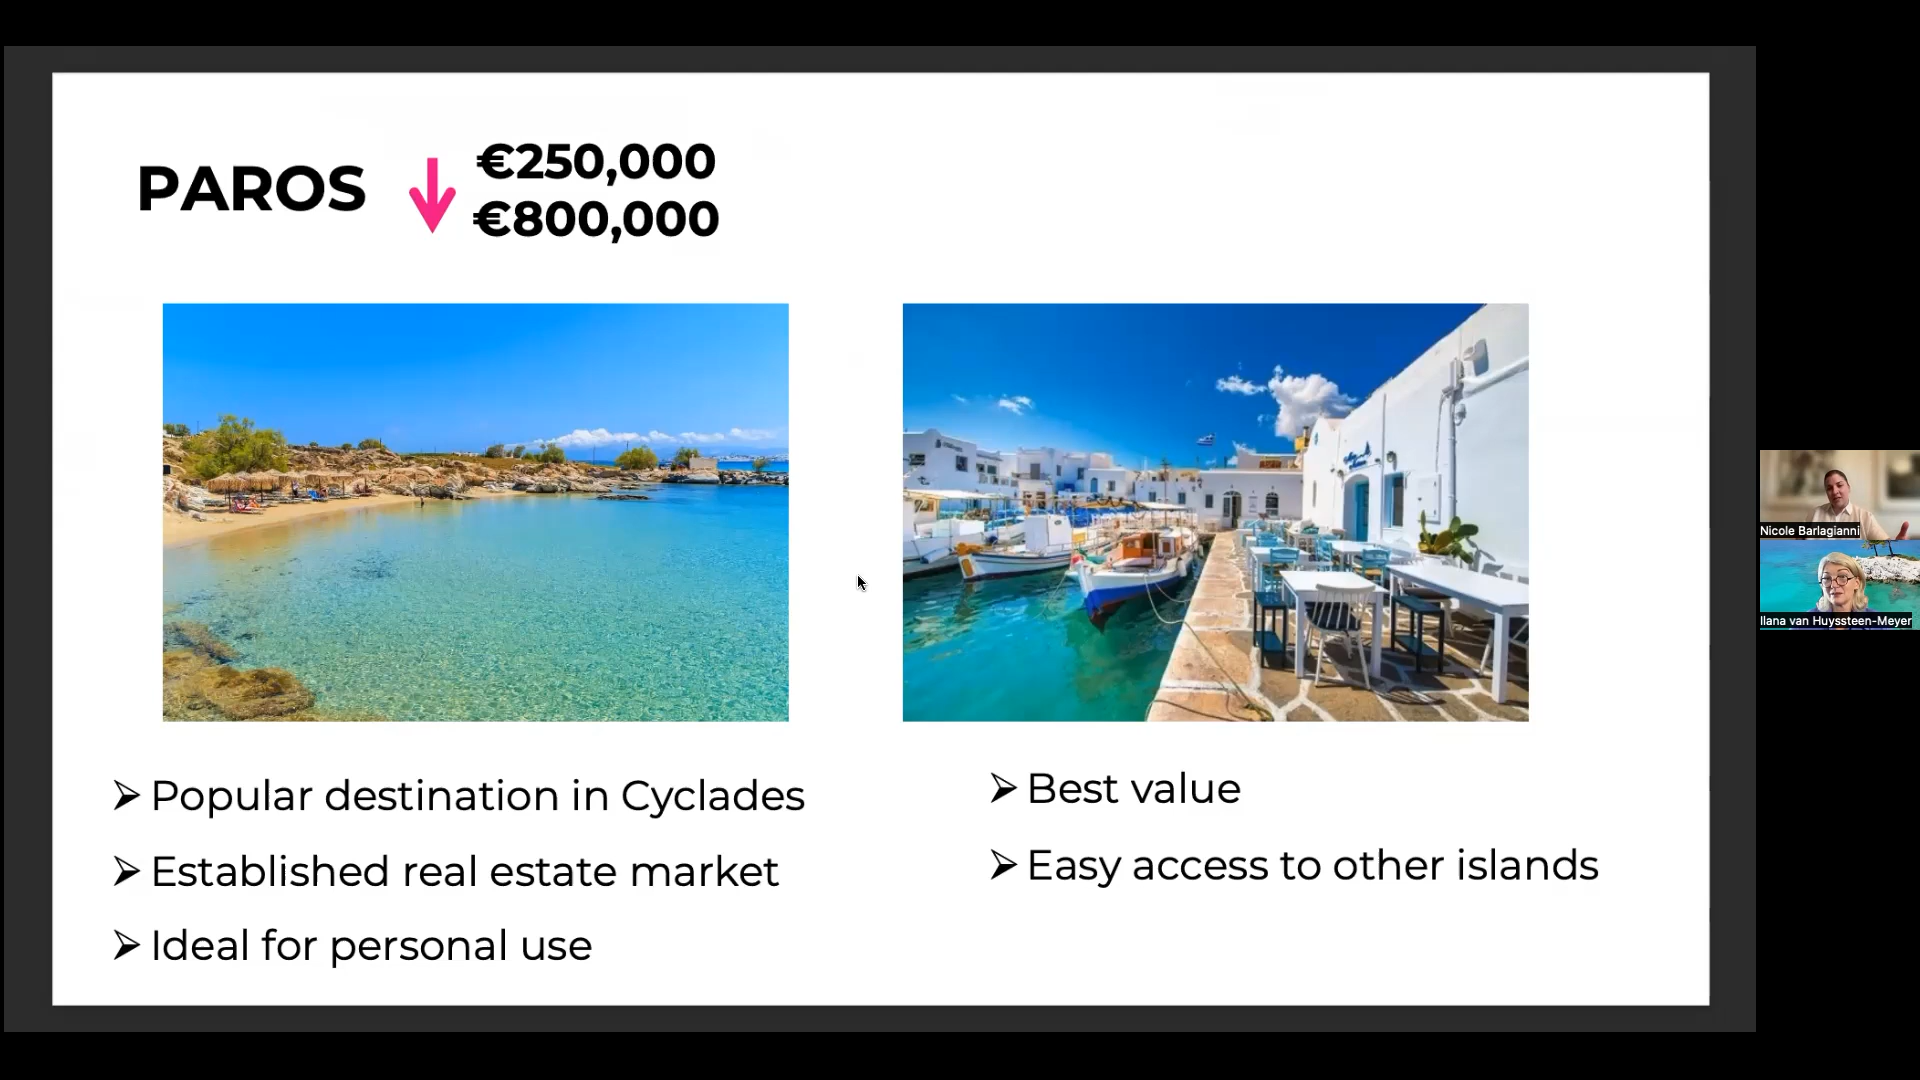 PAROS
€250,000
€800,000
➢ Popular destination in Cyclades
➢ Established real estate market
➢ Ideal for personal use
➢ Best value
➢ Easy access to other islands
Nicole Barlagianni
Ilana van Huyssteen-Meyer